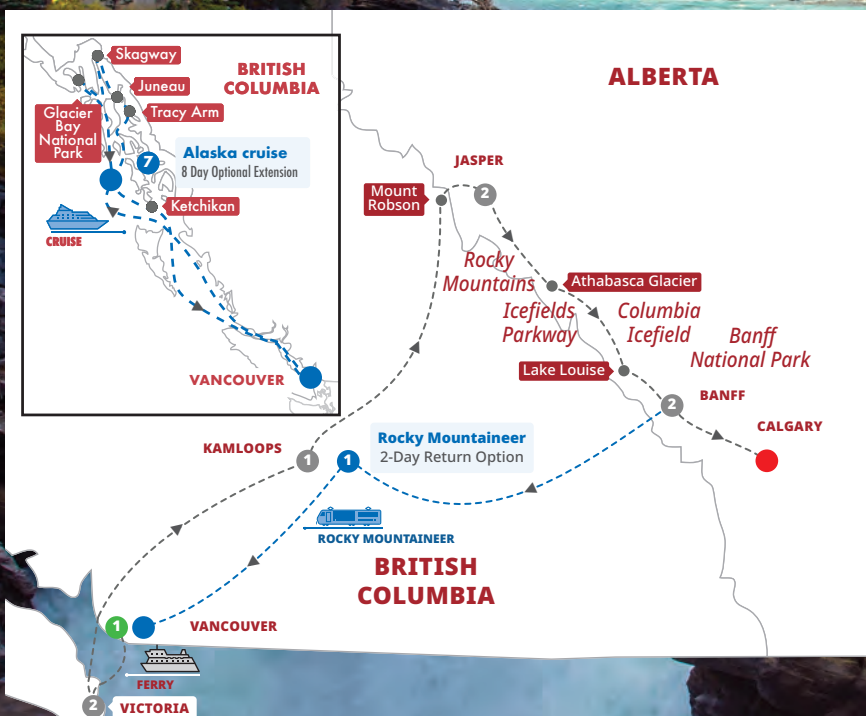 Skagway
BRITISH
COLUMBIA
Juneau
Tracy Arm
Glacier
Bay
National
Park
7
Alaska cruise
8 Day Optional Extension
Ketchikan
CRUISE
VANCOUVER
ALBERTA
JASPER
2
Mount
Robson
Rocky
Mountains
Athabasca Glacier
Icefields
Parkway
Columbia
Icefield
Banff
National Park
Lake Louise
2
BANFF
CALGARY
KAMLOOPS
1
1
Rocky Mountaineer
2-Day Return Option
ROCKY MOUNTAINEER
BRITISH
COLUMBIA
1
VANCOUVER
FERRY
2
VICTORIA